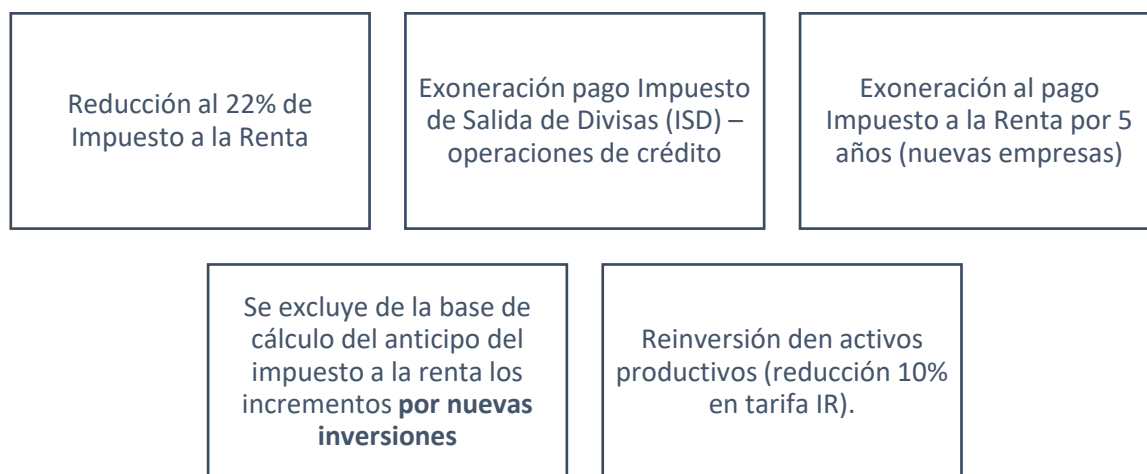 Reducción al 22% de
Impuesto a la Renta
Exoneración pago Impuesto
de Salida de Divisas (ISD) –
operaciones de crédito
Exoneración al pago
Impuesto a la Renta por 5
años (nuevas empresas)
Se excluye de la base de
cálculo del anticipo del
impuesto a la renta los
incrementos por nuevas
inversiones
Reinversión den activos
productivos (reducción 10%
en tarifa IR).